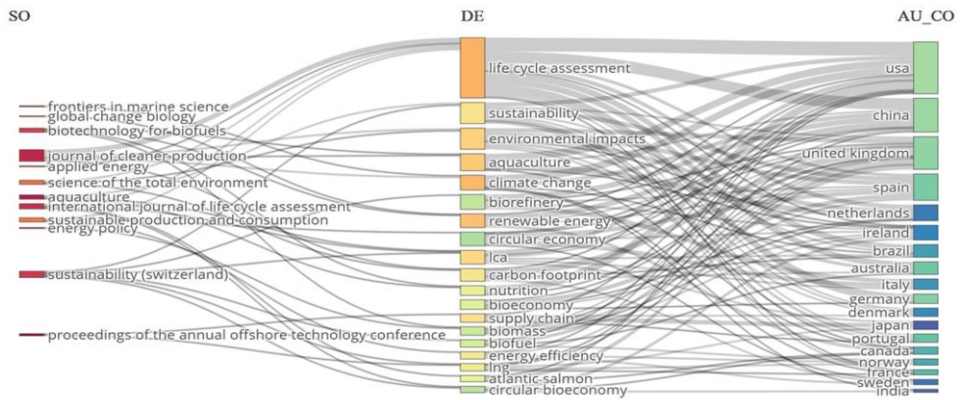 SO
DE
AU_CO
frontiers in marine science
global change biology
biotechnology for biofuels
journal of cleaner production
applied energy
science of the total environment
aquaculture
international journal of life cycle assessment
sustainable production and consumption
energy policy
sustainability (switzerland)
proceedings of the annual offshore technology conference
life cycle assessment
sustainability
environmental impacts
aquaculture
climate change
biorefinery
renewable energy
circular economy
lca
carbon footprint
nutrition
bioeconomy
supply chain
biomass
biofuel
energy efficiency
lng
atlantic salmon
circular bioeconomy
usa
china
united kingdom
spain
netherlands
ireland
brazil
australia
italy
germany
denmark
japan
portugal
canada
norway
france
sweden
india